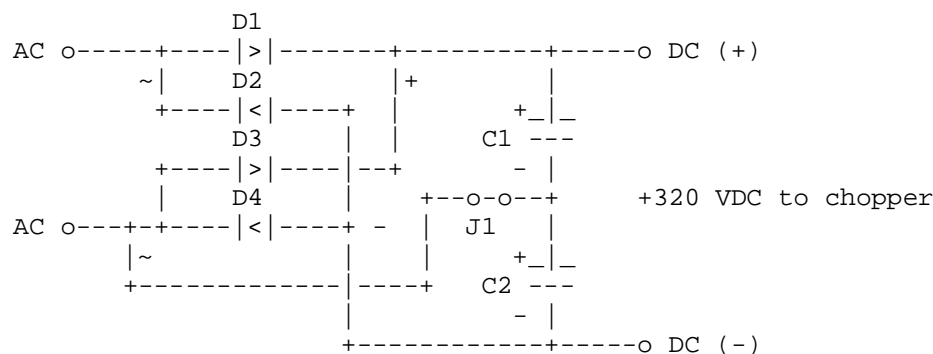 D1
AC o-----+----|>|--------+---------+-----o DC (+)
        ~|    D2         |+        |
         +----|<|----+   |       +_|_
              D3     |   |     C1 ---
         +----|>|----|---+       - |
         |    D4     |     +--o-o--+      +320 VDC to chopper
AC o---+-+----|<|----+ -   |  J1   |
       |~            |     |     +_|_
       +-------------|-----+   C2 ---
                     |           - |
                     +-------------+-----o DC (-)